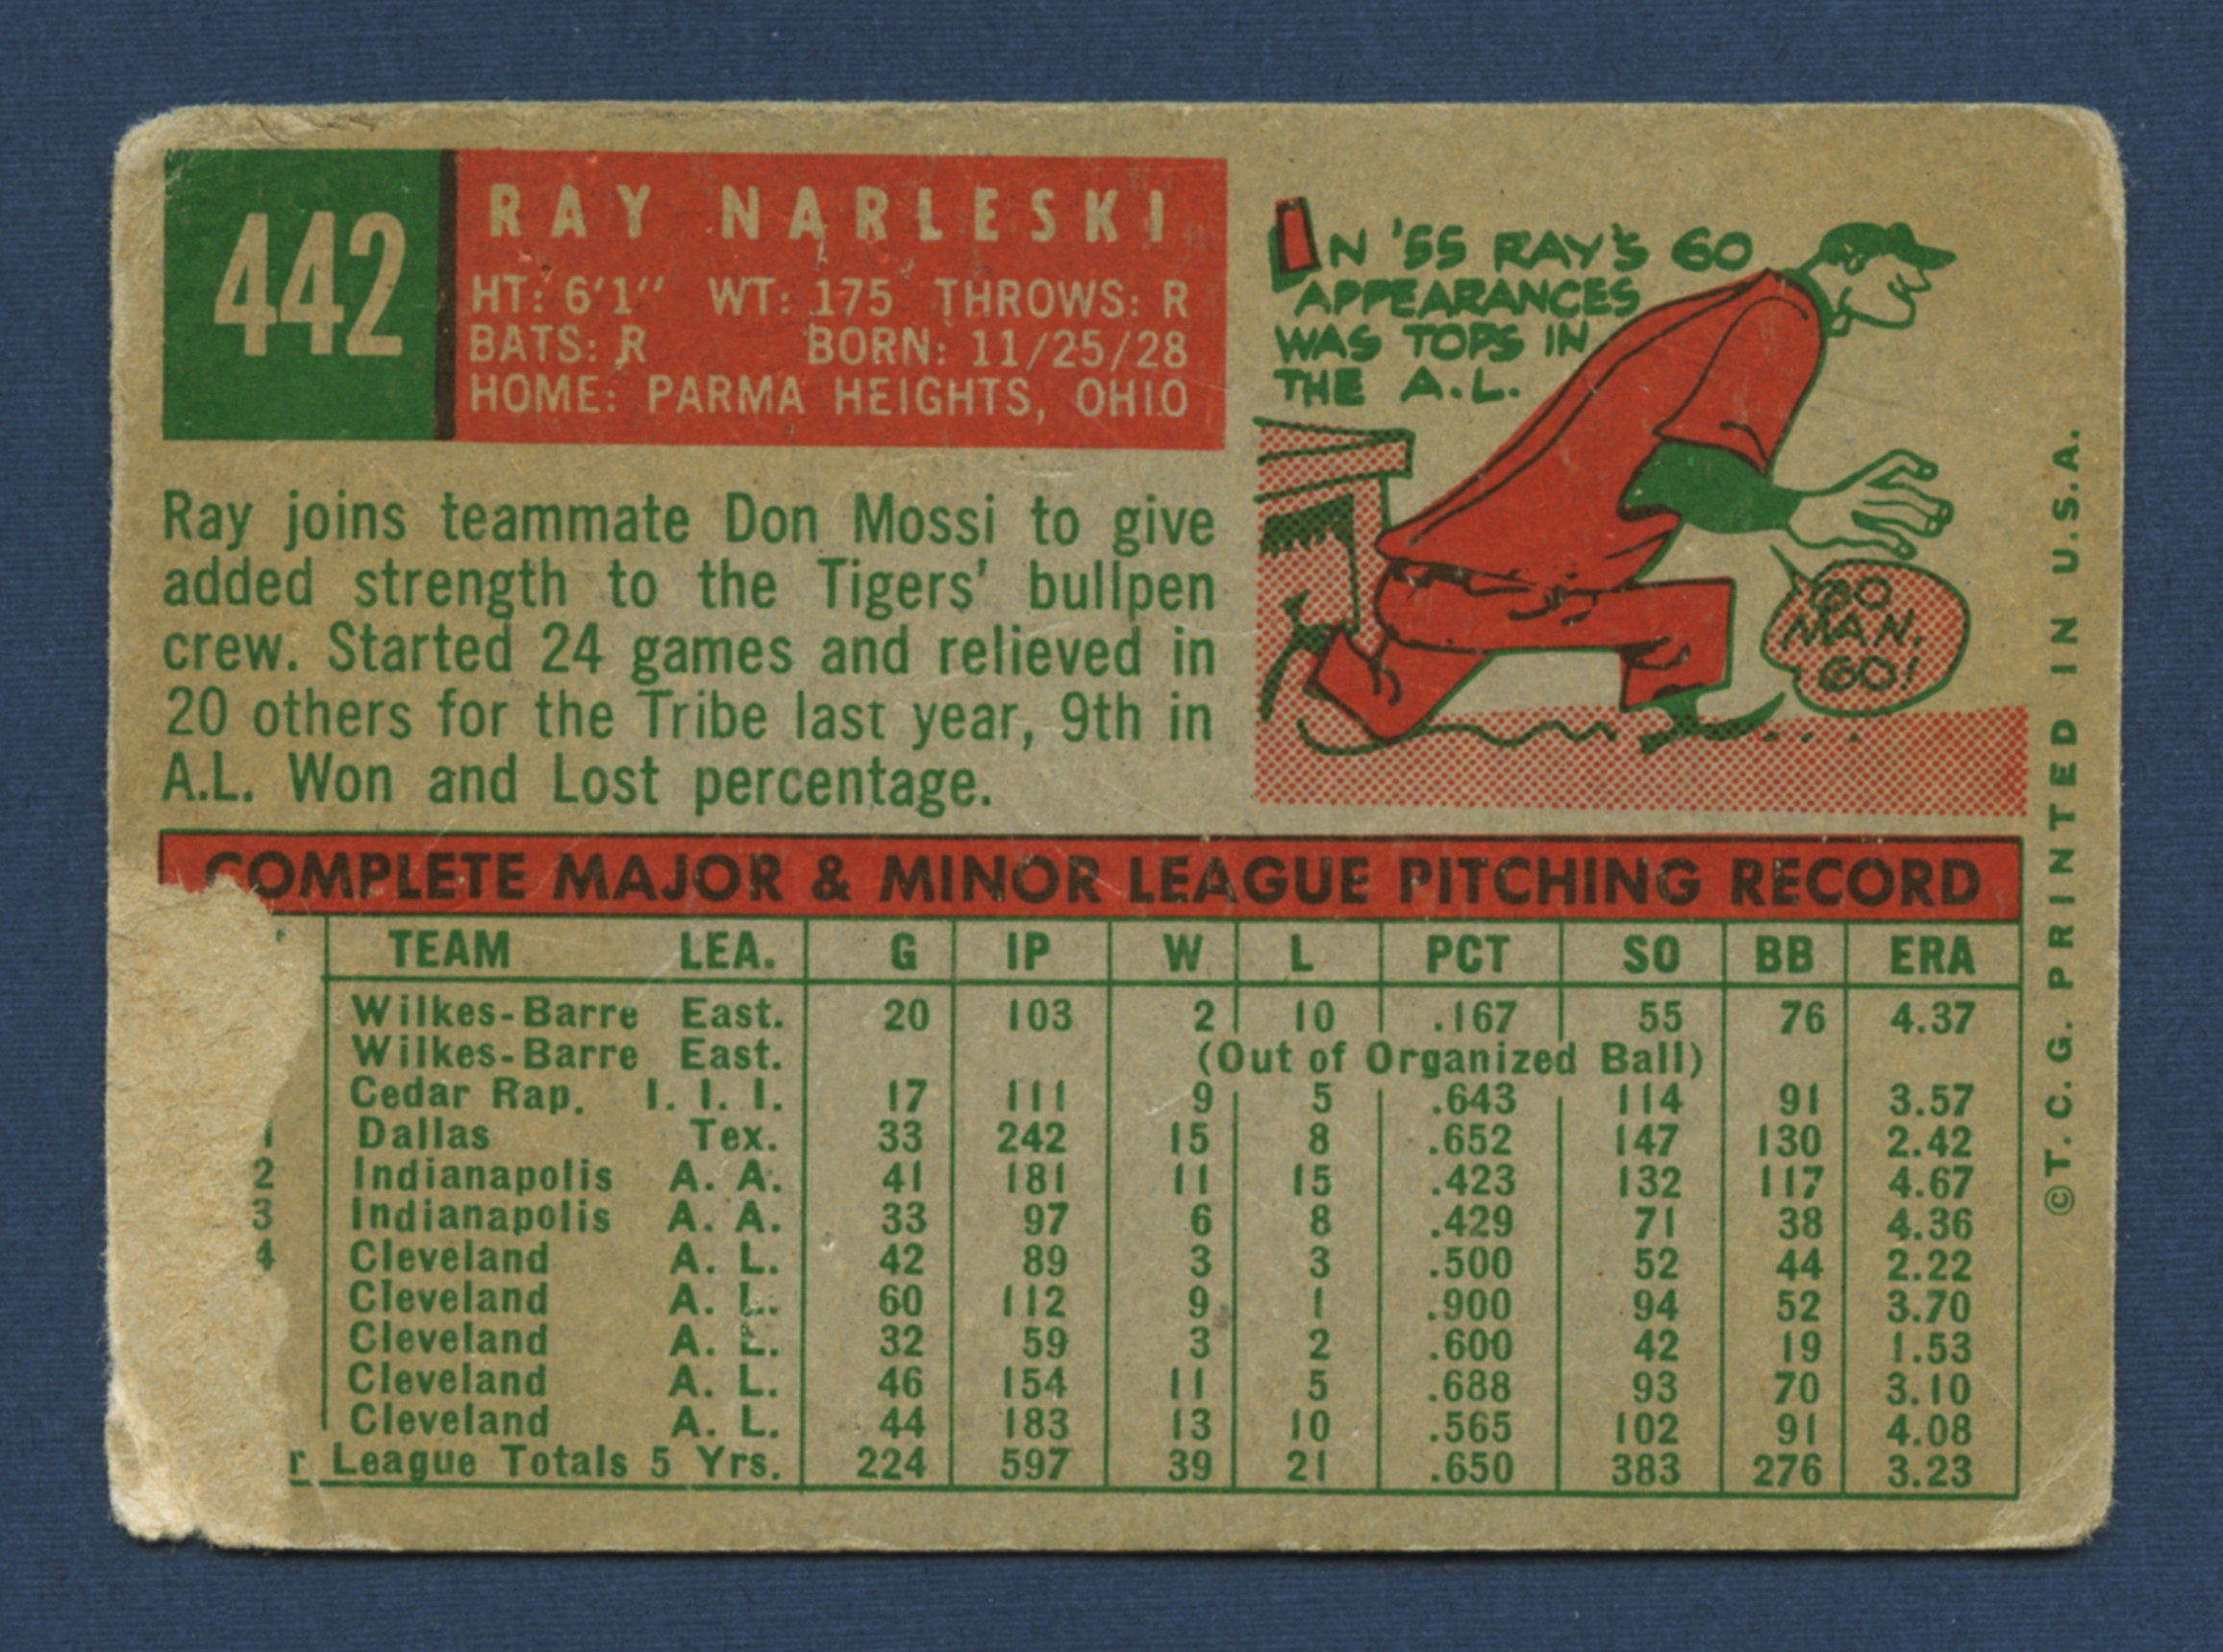 442
RAY NARLESKI
HT: 6'1" WT: 175 THROWS: R
BATS: R BORN: 11/25/28
HOME: PARMA HEIGHTS, OHIO
IN '55 RAY'S 60
APPEARANCES
WAS TOPS IN
THE A.L.
GO
MAN,
GO!
Ray joins teammate Don Mossi to give
added strength to the Tigers' bullpen
crew. Started 24 games and relieved in
20 others for the Tribe last year, 9th in
A.L. Won and Lost percentage.
COMPLETE MAJOR & MINOR LEAGUE PITCHING RECORD
TEAM LEA. G IP W L PCT SO BB ERA
Wilkes-Barre East. 20 103 2 10 .167 55 76 4.37
Wilkes-Barre East. (Out of Organized Ball)
Cedar Rap. I. I. I. 17 111 9 5 .643 114 91 3.57
1 Dallas Tex. 33 242 15 8 .652 147 130 2.42
2 Indianapolis A. A. 41 181 11 15 .423 132 117 4.67
3 Indianapolis A. A. 33 97 6 8 .429 71 38 4.36
4 Cleveland A. L. 42 89 3 3 .500 52 44 2.22
Cleveland A. L. 60 112 9 1 .900 94 52 3.70
Cleveland A. L. 32 59 3 2 .600 42 19 1.53
Cleveland A. L. 46 154 11 5 .688 93 70 3.10
Cleveland A. L. 44 183 13 10 .565 102 91 4.08
r League Totals 5 Yrs. 224 597 39 21 .650 383 276 3.23
©T.C.G. PRINTED IN U.S.A.